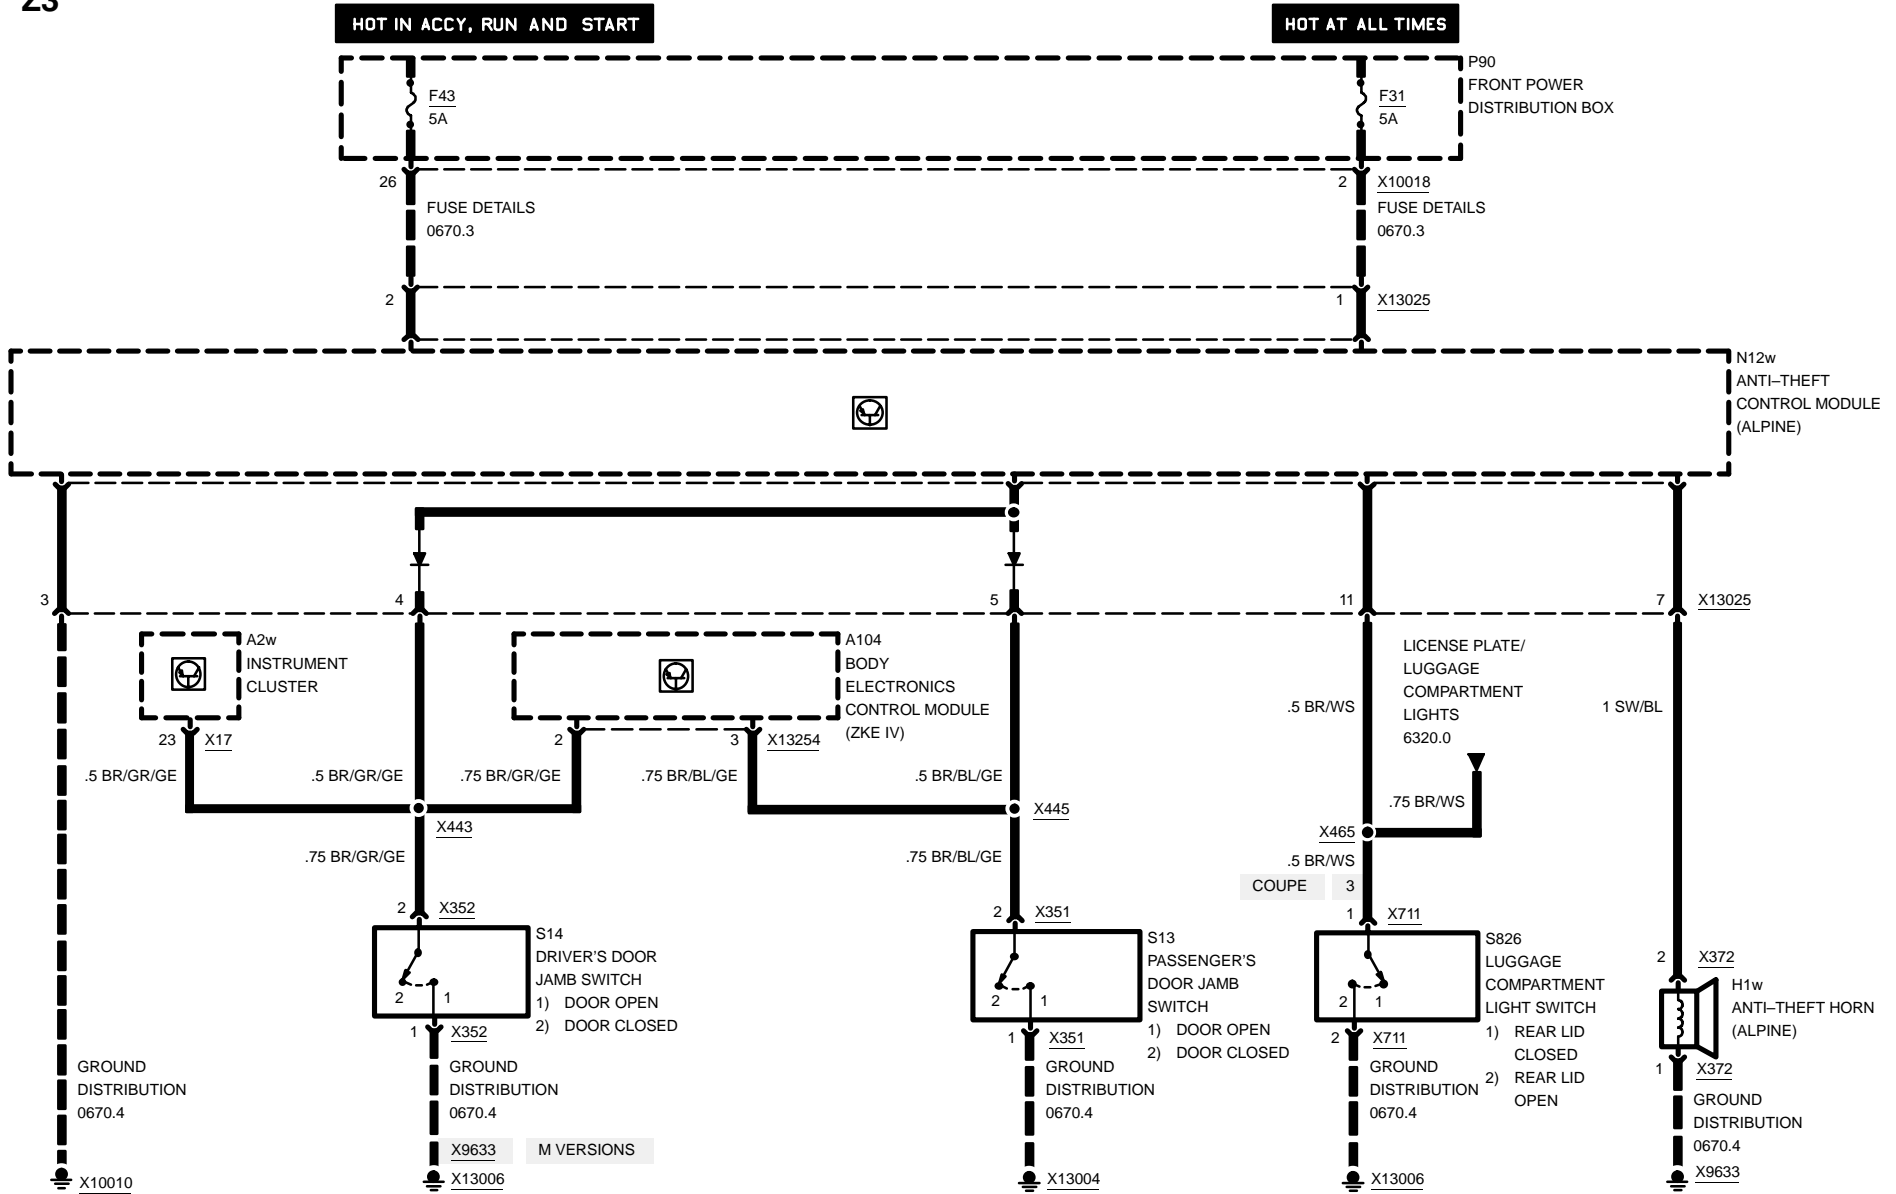 Z3
HOT IN ACCY, RUN AND START
HOT AT ALL TIMES
P90
FRONT POWER
DISTRIBUTION BOX
F43
5A
F31
5A
26
2
X10018
FUSE DETAILS
0670.3
FUSE DETAILS
0670.3
2
1
X13025
N12w
ANTI–THEFT
CONTROL MODULE
(ALPINE)
3
4
5
11
7
X13025
A2w
INSTRUMENT
CLUSTER
A104
BODY
ELECTRONICS
CONTROL MODULE
(ZKE IV)
LICENSE PLATE/
LUGGAGE
COMPARTMENT
LIGHTS
6320.0
.5 BR/WS
1 SW/BL
23
X17
2
3
X13254
.5 BR/GR/GE
.5 BR/GR/GE
.75 BR/GR/GE
.75 BR/BL/GE
.5 BR/BL/GE
.75 BR/WS
X443
X445
X465
.75 BR/GR/GE
.75 BR/BL/GE
.5 BR/WS
COUPE
3
2
X352
2
X351
1
X711
S14
DRIVER'S DOOR
JAMB SWITCH
1) DOOR OPEN
2) DOOR CLOSED
2
1
S13
PASSENGER'S
DOOR JAMB
SWITCH
1) DOOR OPEN
2) DOOR CLOSED
2
1
S826
LUGGAGE
COMPARTMENT
LIGHT SWITCH
1) REAR LID
CLOSED
2) REAR LID
OPEN
2
1
2
X372
H1w
ANTI–THEFT HORN
(ALPINE)
1
X352
1
X351
2
X711
1
X372
GROUND
DISTRIBUTION
0670.4
GROUND
DISTRIBUTION
0670.4
GROUND
DISTRIBUTION
0670.4
GROUND
DISTRIBUTION
0670.4
GROUND
DISTRIBUTION
0670.4
X9633
M VERSIONS
X10010
X13006
X13004
X13006
X9633